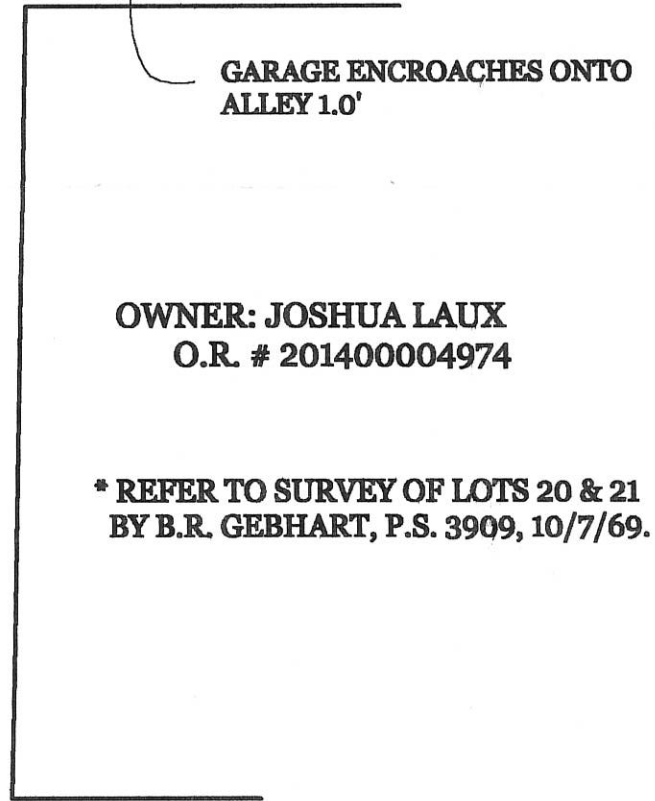 GARAGE ENCROACHES ONTO
ALLEY 1.0'
OWNER: JOSHUA LAUX
O.R. # 201400004974
* REFER TO SURVEY OF LOTS 20 & 21
BY B.R. GEBHART, P.S. 3909, 10/7/69.